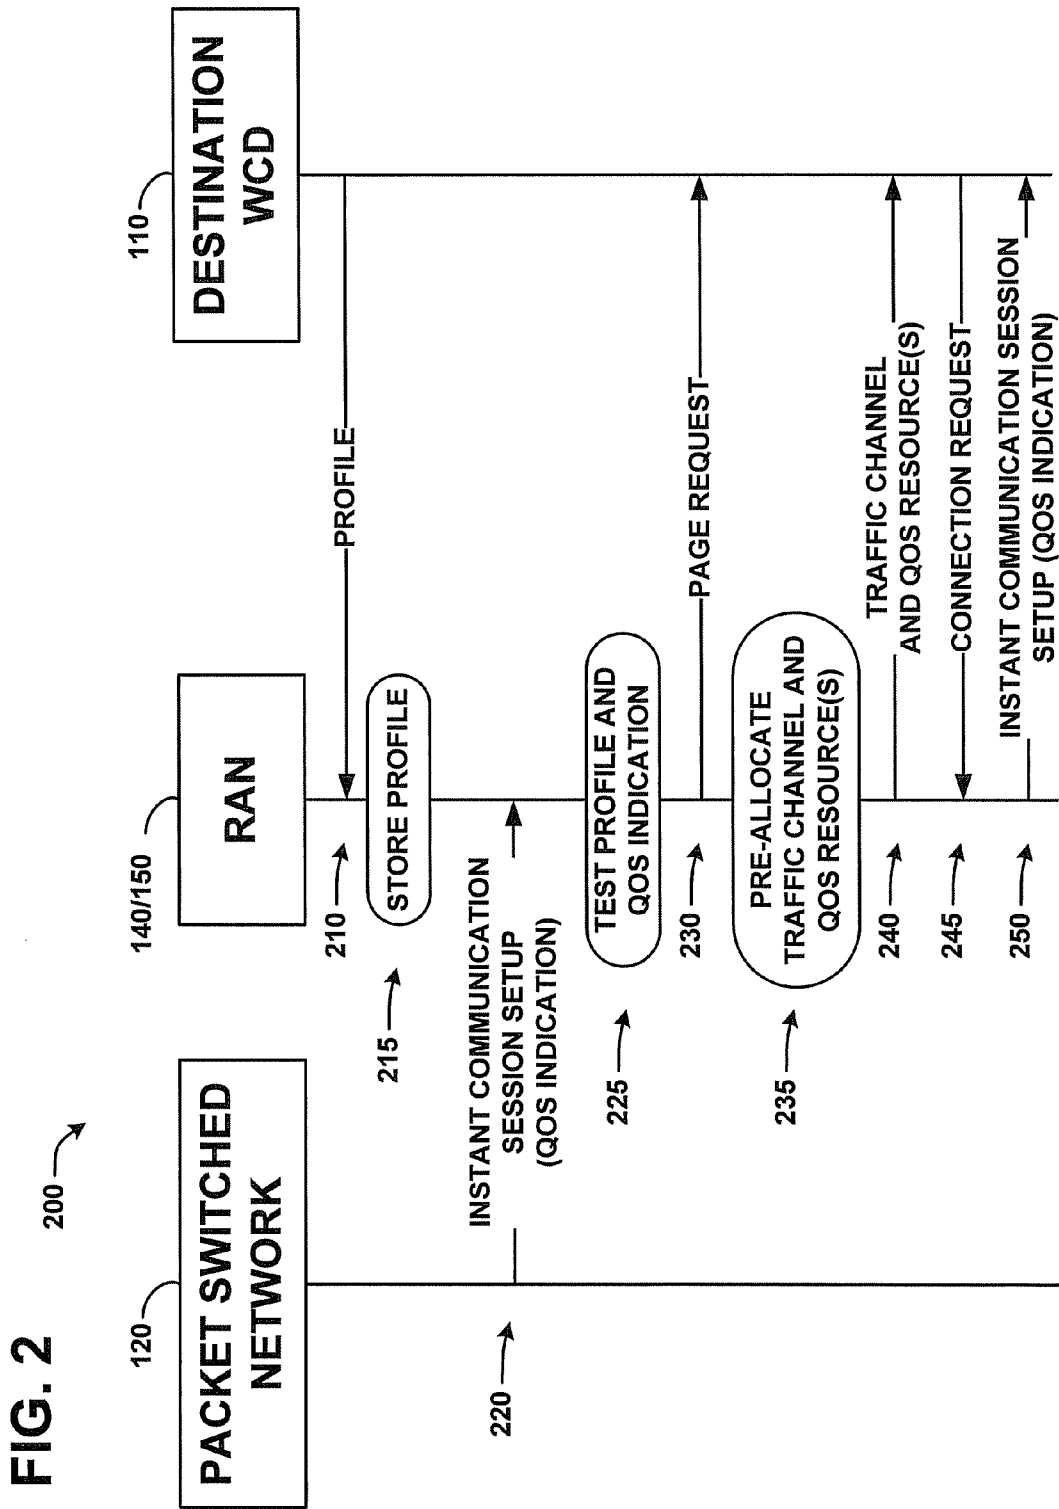 FIG. 2
200
120
140/150
110
PACKET SWITCHED
NETWORK
RAN
DESTINATION
WCD
210
PROFILE
215
STORE PROFILE
220
INSTANT COMMUNICATION
SESSION SETUP
(QOS INDICATION)
225
TEST PROFILE AND
QOS INDICATION
230
PAGE REQUEST
235
PRE-ALLOCATE
TRAFFIC CHANNEL AND
QOS RESOURCE(S)
240
TRAFFIC CHANNEL
AND QOS RESOURCE(S)
245
CONNECTION REQUEST
250
INSTANT COMMUNICATION SESSION
SETUP (QOS INDICATION)